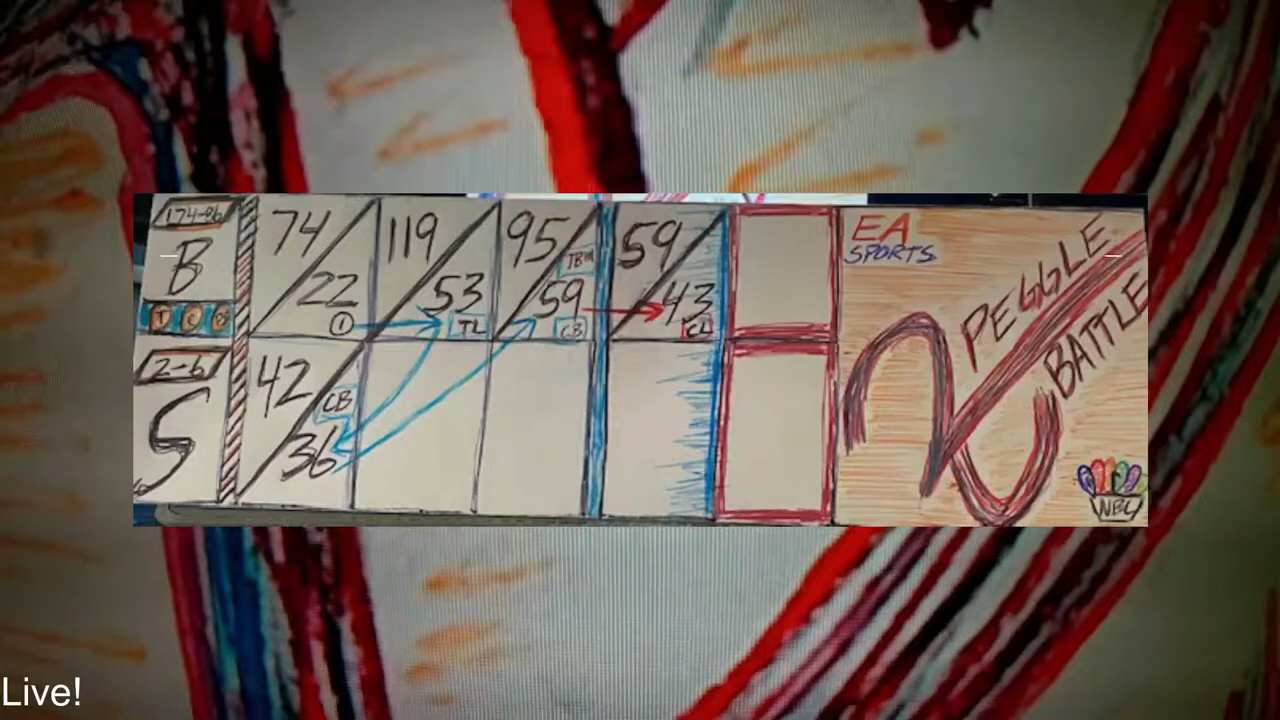 174-86
B
T C
74
22
1
119
53
TL
95
TBM
59
CB
59
43
CL
2-6
S
42
CB
36
EA
SPORTS
PEGGLE
BATTLE
2
NBC
Live!